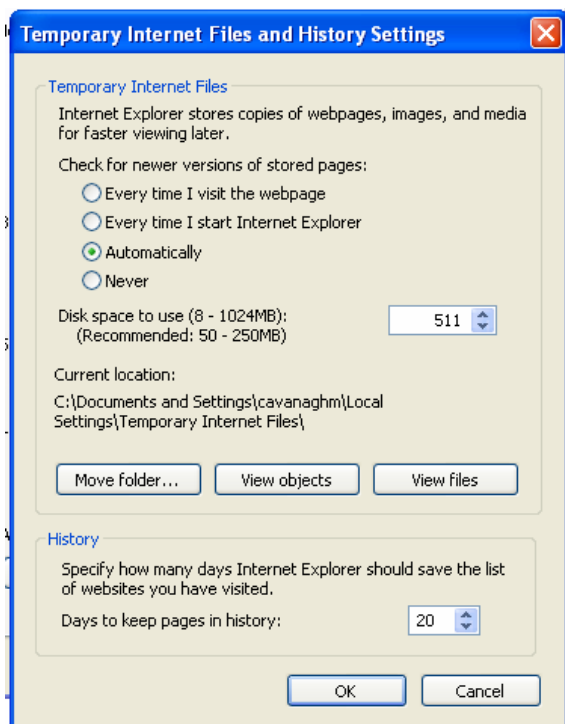 Temporary Internet Files and History Settings
Temporary Internet Files
Internet Explorer stores copies of webpages, images, and media
for faster viewing later.
Check for newer versions of stored pages:
Every time I visit the webpage
Every time I start Internet Explorer
Automatically
Never
Disk space to use (8 - 1024MB):
(Recommended: 50 - 250MB)
511
Current location:
C:\Documents and Settings\cavanaghm\Local
Settings\Temporary Internet Files\
Move folder...
View objects
View files
History
Specify how many days Internet Explorer should save the list
of websites you have visited.
Days to keep pages in history:
20
OK
Cancel